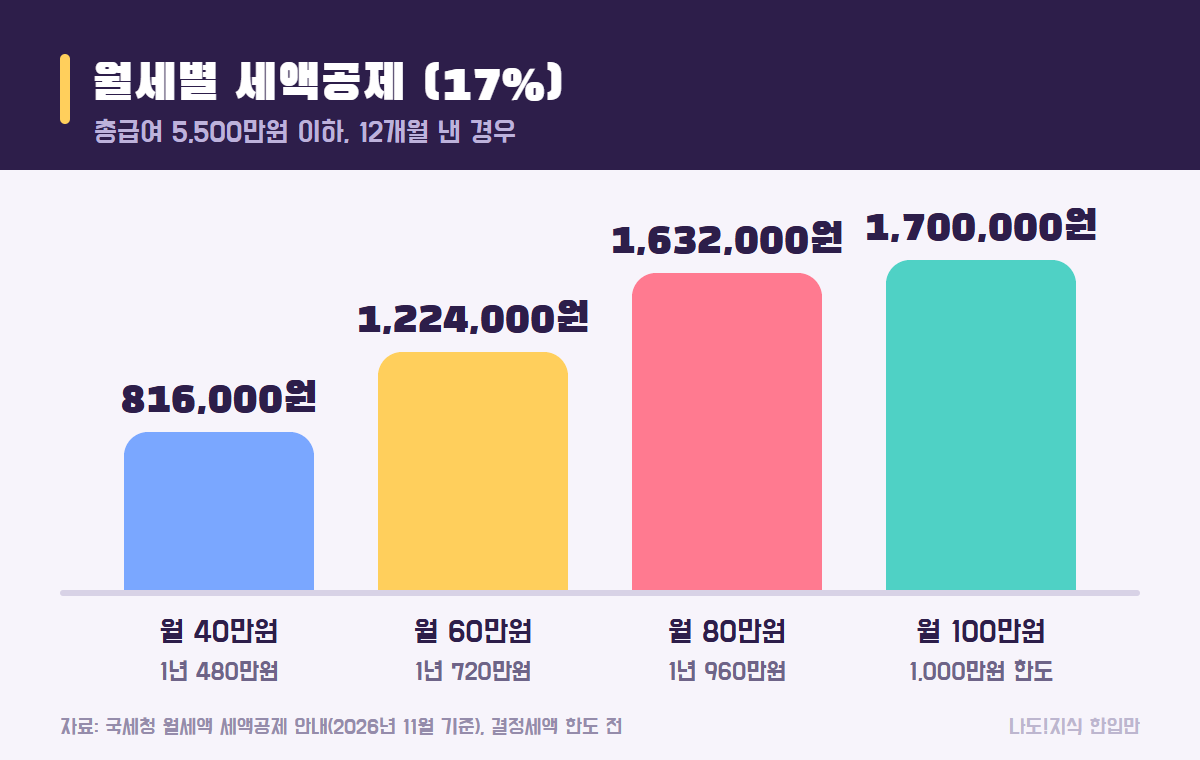 월세별 세액공제 (17%)
총급여 5,500만원 이하, 12개월 낸 경우
816,000원
1,224,000원
1,632,000원
1,700,000원
월 40만원
1년 480만원
월 60만원
1년 720만원
월 80만원
1년 960만원
월 100만원
1,000만원 한도
자료: 국세청 월세액 세액공제 안내(2026년 11월 기준), 결정세액 한도 전
나도!지식 한입만